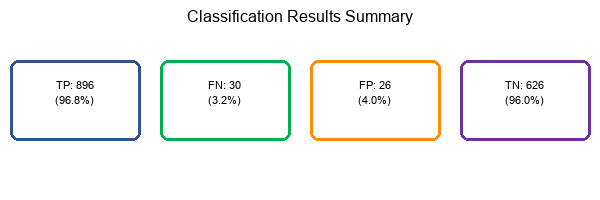 Classification Results Summary
TP: 896
(96.8%)
FN: 30
(3.2%)
FP: 26
(4.0%)
TN: 626
(96.0%)